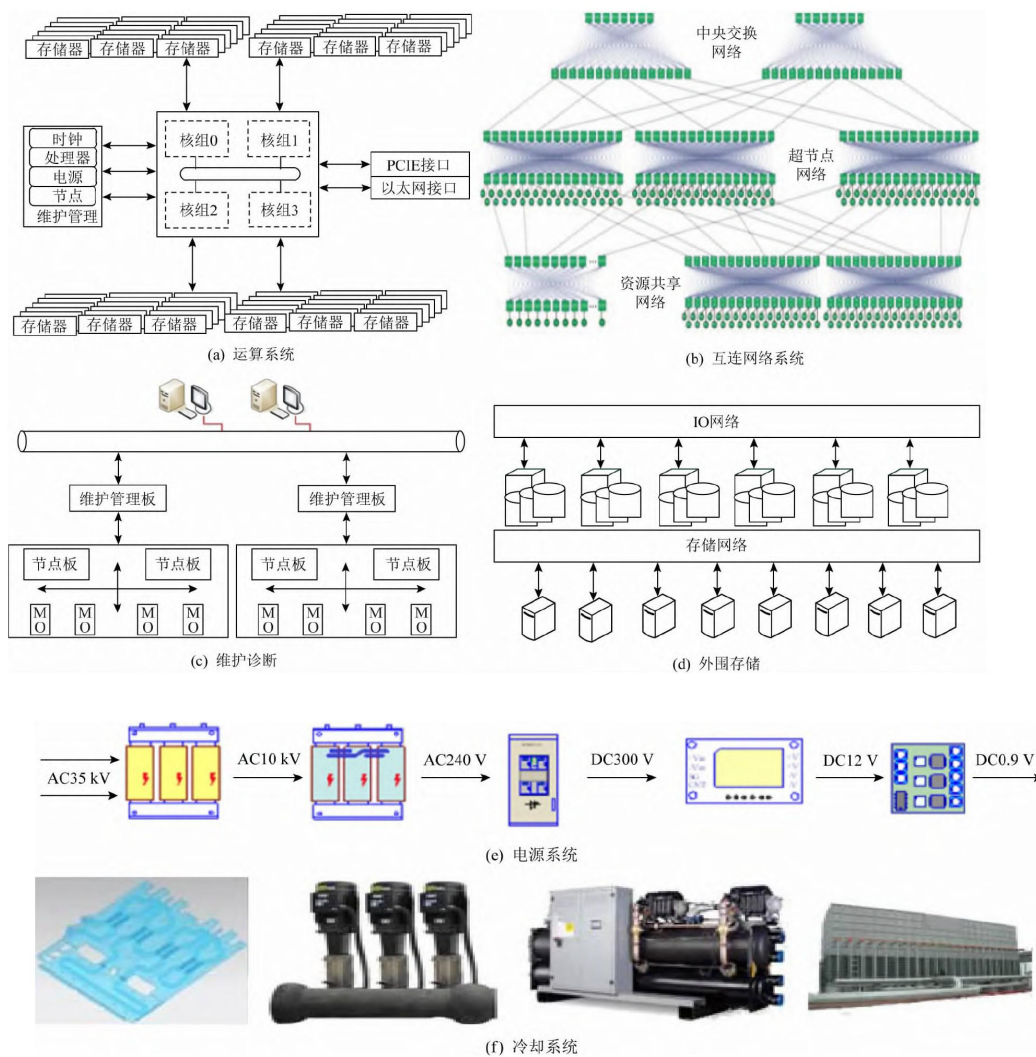 存储器 存储器 存储器 存储器 存储器 存储器
时钟
处理器
电源
节点
维护管理
核组0 核组1
核组2 核组3
PCIE接口
以太网接口
存储器 存储器 存储器 存储器 存储器 存储器
(a) 运算系统
中央交换
网络
超节点
网络
资源共享
网络
(b) 互连网络系统
维护管理板 维护管理板
节点板 节点板 节点板 节点板
MO MO MO MO MO MO MO MO
(c) 维护诊断
IO网络
存储网络
(d) 外围存储
AC35 kV AC10 kV AC240 V DC300 V DC12 V DC0.9 V
(e) 电源系统
(f) 冷却系统